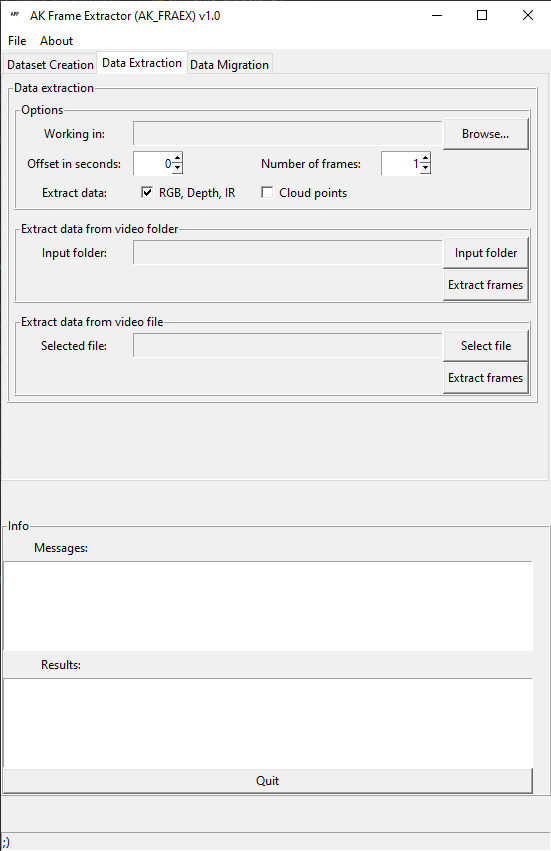 APP AK Frame Extractor (AK_FRAEX) v1.0
File About
Dataset Creation Data Extraction Data Migration
Data extraction
Options
Working in: Browse...
Offset in seconds: 0 Number of frames: 1
Extract data: RGB, Depth, IR Cloud points
Extract data from video folder
Input folder: Input folder
Extract frames
Extract data from video file
Selected file: Select file
Extract frames
Info
Messages:
Results:
Quit
;)